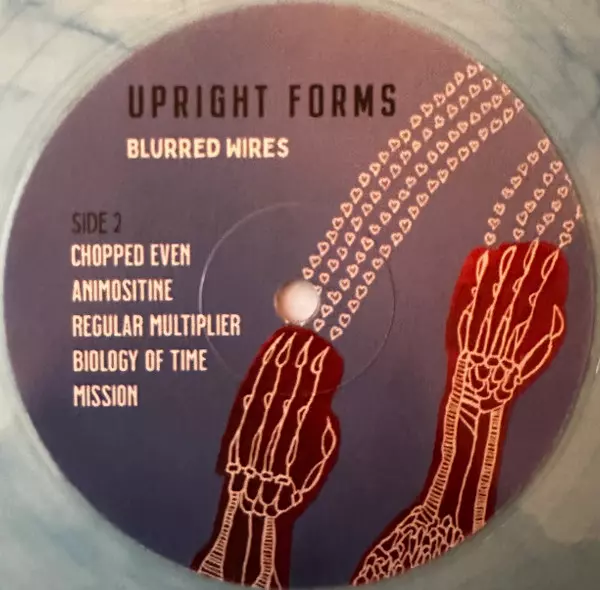 UPRIGHT FORMS
BLURRED WIRES
SIDE 2
CHOPPED EVEN
ANIMOSITINE
REGULAR MULTIPLIER
BIOLOGY OF TIME
MISSION